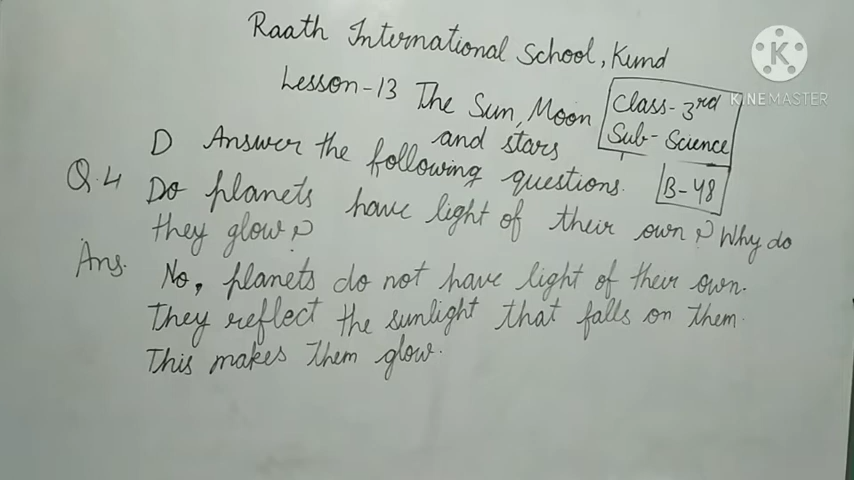 Raath International School, Kund
Lesson-13 The Sun, Moon
and stars
Class-3rd
Sub-Science
D Answer the following questions.
B-48
Q.4 Do planets have light of their own? Why do
they glow?
Ans. No, planets do not have light of their own.
They reflect the sunlight that falls on them.
This makes them glow.
KINEMASTER